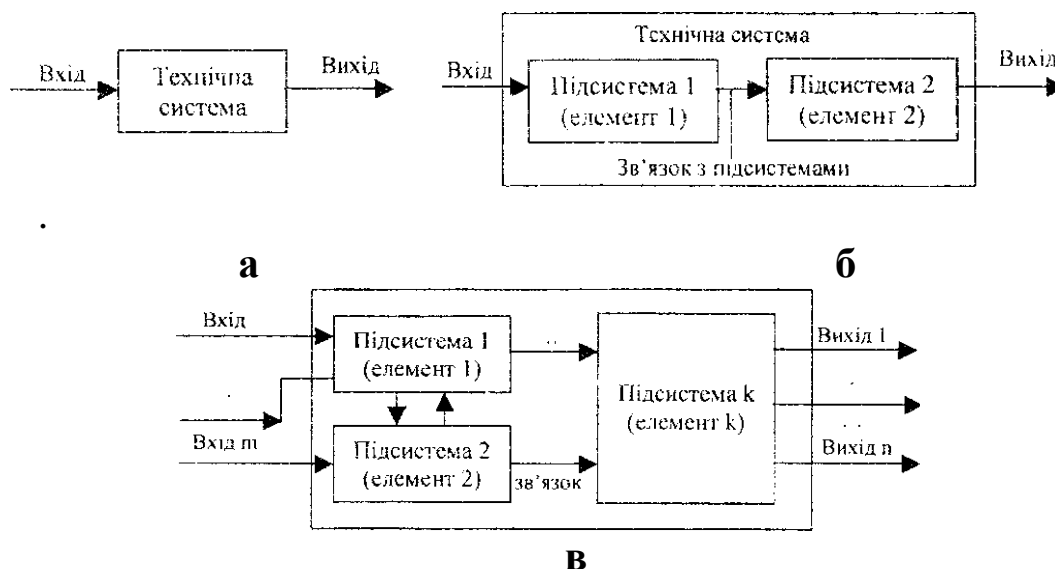 Вхід
Технічна
система
Вихід
Технічна система
Вхід
Підсистема 1
(елемент 1)
Підсистема 2
(елемент 2)
Вихід
Зв'язок з підсистемами
а
б
Вхід
Підсистема 1
(елемент 1)
Вхід m
Підсистема 2
(елемент 2)
зв'язок
Підсистема k
(елемент k)
Вихід 1
Вихід n
в